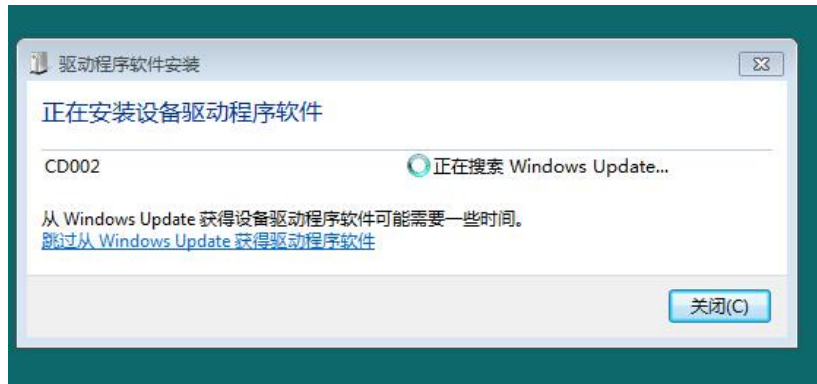 驱动程序软件安装
正在安装设备驱动程序软件
CD002 正在搜索 Windows Update...
从 Windows Update 获得设备驱动程序软件可能需要一些时间。
跳过从 Windows Update 获得驱动程序软件
关闭(C)